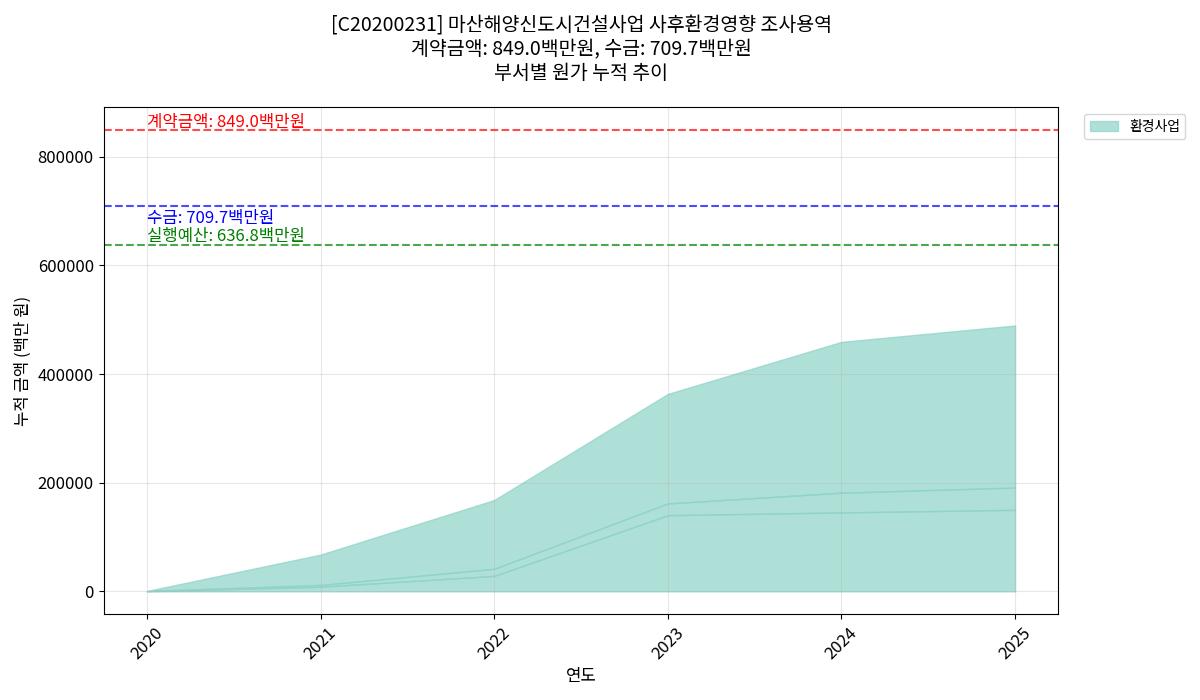 [C20200231] 마산해양신도시건설사업 사후환경영향 조사용역
계약금액: 849.0백만원, 수금: 709.7백만원
부서별 원가 누적 추이
계약금액: 849.0백만원
환경사업
800000
수금: 709.7백만원
실행예산: 636.8백만원
600000
누적 금액 (백만 원)
400000
200000
0
2020
2021
2022
2023
2024
2025
연도